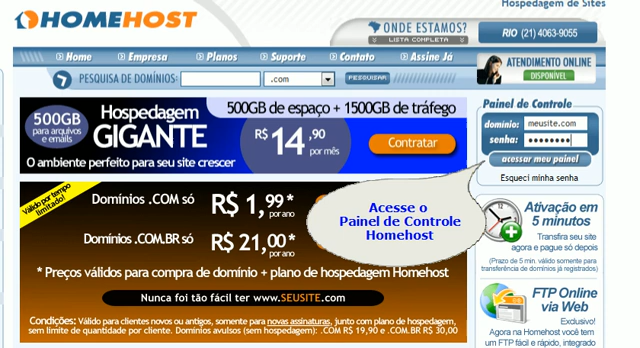 Hospedagem de Sites
HOMEHOST
ONDE ESTAMOS?
LISTA COMPLETA
RIO (21) 4063-9055
Home
Empresa
Planos
Suporte
Contato
Assine Já
ATENDIMENTO ONLINE
DISPONÍVEL
PESQUISA DE DOMÍNIOS:
.com
PESQUISAR
500GB
para arquivos
e emails
Hospedagem
GIGANTE
O ambiente perfeito para seu site crescer
500GB de espaço + 1500GB de tráfego
R$ 14,90
por mês
Contratar
Painel de Controle
domínio: meusite.com
senha: ••••••••
acessar meu painel
Esqueci minha senha
Válido por tempo
limitado!
Domínios .COM só R$ 1,99*
por ano
Domínios .COM.BR só R$ 21,00*
por ano
* Preços válidos para compra de domínio + plano de hospedagem Homehost
Nunca foi tão fácil ter www.SEUSITE.com
Condições: Válido para clientes novos ou antigos, somente para novas assinaturas, junto com plano de hospedagem,
sem limite de quantidade por cliente. Domínios avulsos (sem hospedagem): .COM R$ 19,90 e .COM.BR R$ 30,00
Acesse o
Painel de Controle
Homehost
Ativação em
5 minutos
Transfira seu site
agora e pague só depois
(Prazo de 5 min. válido somente para
transferência de domínios já registrados)
FTP Online
via Web
Exclusivo!
Agora na Homehost você tem
um FTP fácil e rápido, integrado